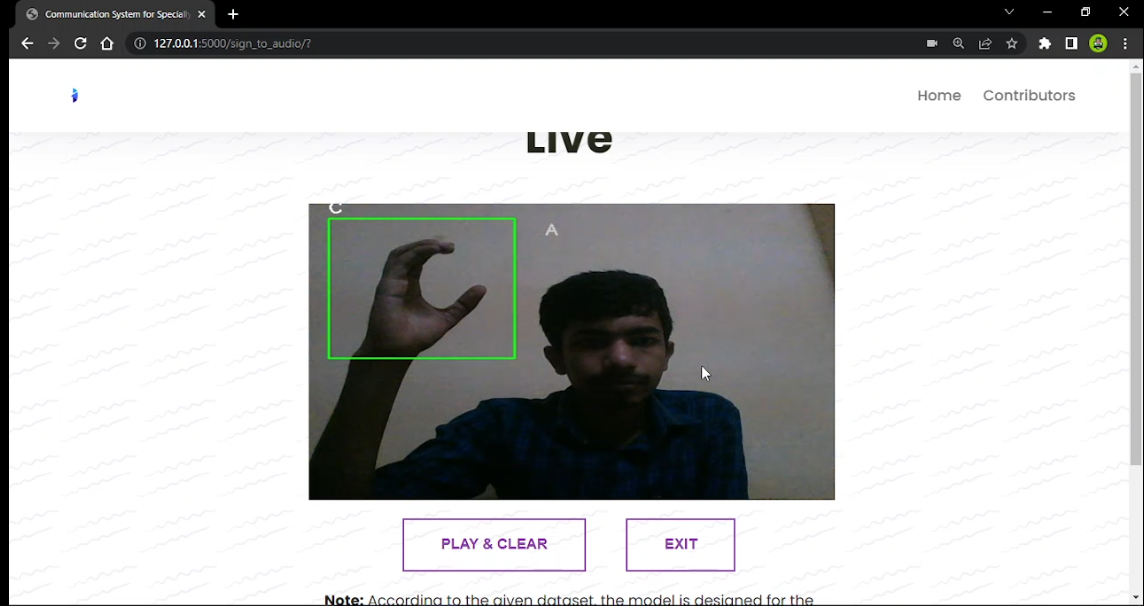 Communication System for Specially
127.0.0.1:5000/sign_to_audio/?
Home Contributors
Live
C
A
PLAY & CLEAR EXIT
Note: According to the given dataset, the model is designed for the